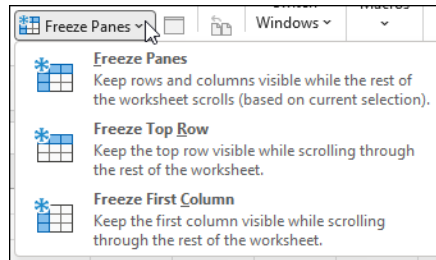 Freeze Panes
Windows
Freeze Panes
Keep rows and columns visible while the rest of
the worksheet scrolls (based on current selection).
Freeze Top Row
Keep the top row visible while scrolling through
the rest of the worksheet.
Freeze First Column
Keep the first column visible while scrolling
through the rest of the worksheet.